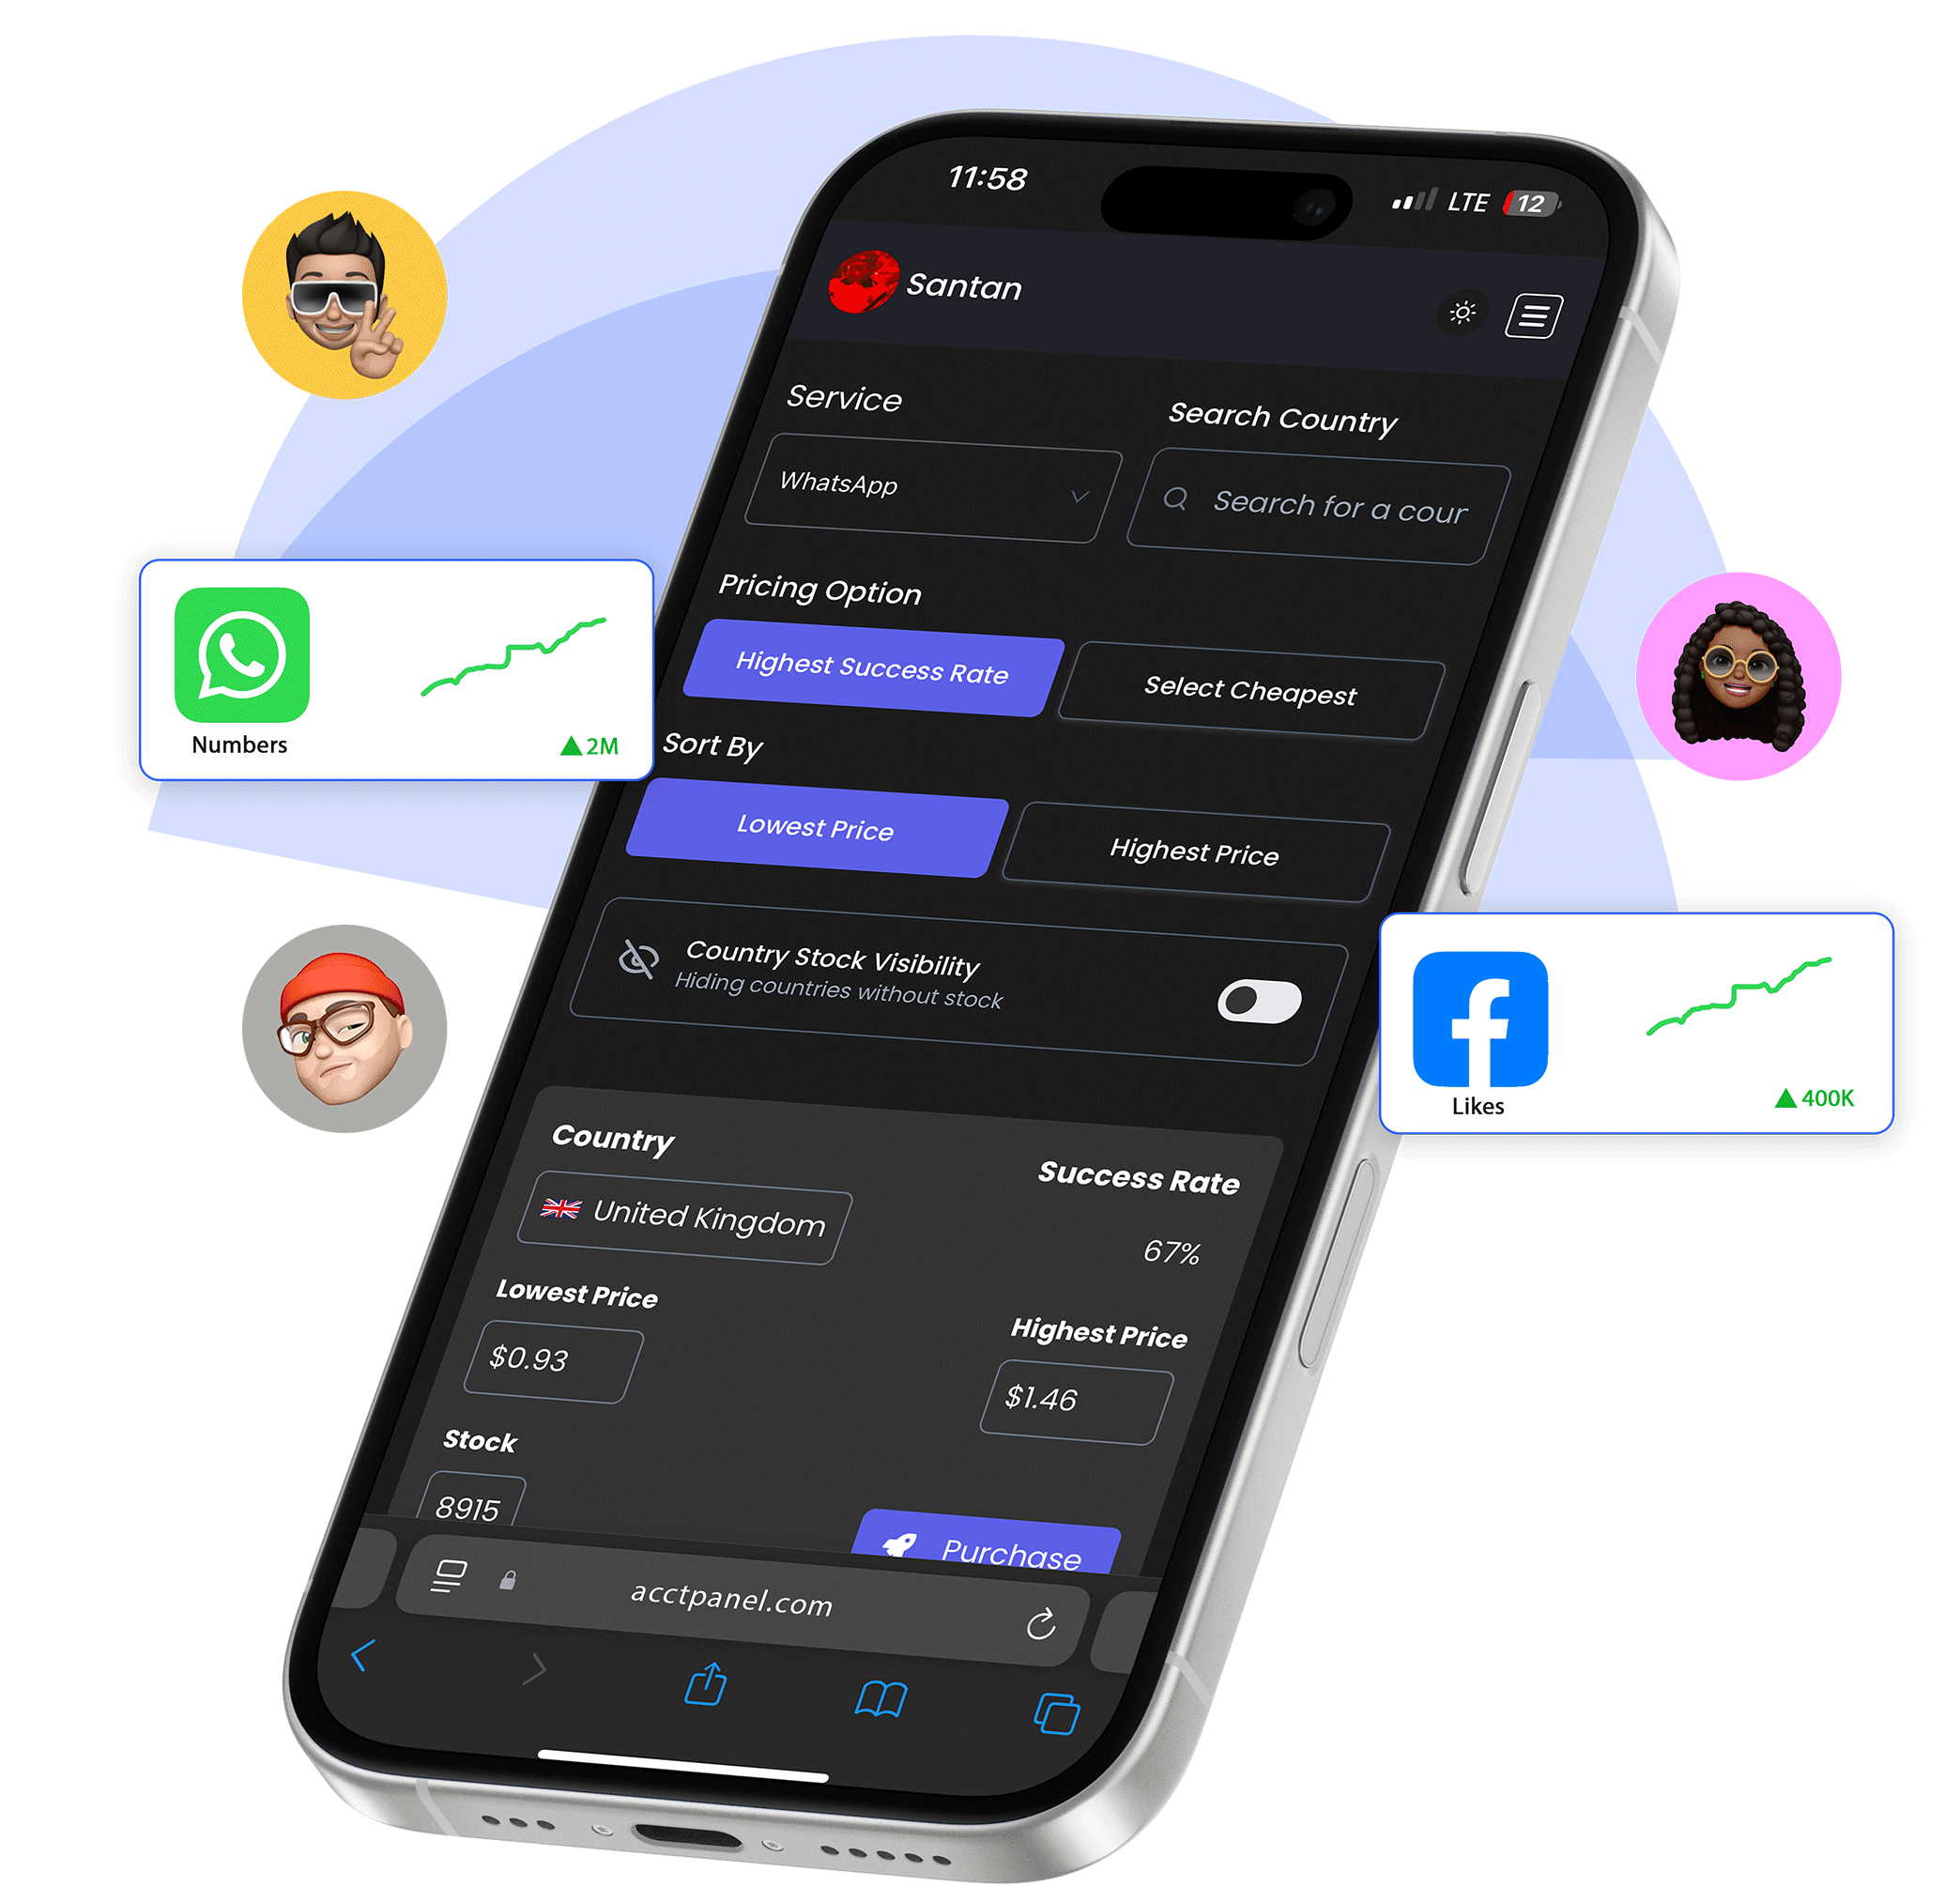 11:58
LTE 12
Santan
Service
Search Country
WhatsApp
Search for a cour
Pricing Option
Highest Success Rate
Select Cheapest
Numbers
2M
Sort By
Lowest Price
Highest Price
Country Stock Visibility
Hiding countries without stock
Likes
400K
Country
Success Rate
United Kingdom
67%
Lowest Price
Highest Price
$0.93
$1.46
Stock
8915
Purchase
acctpanel.com